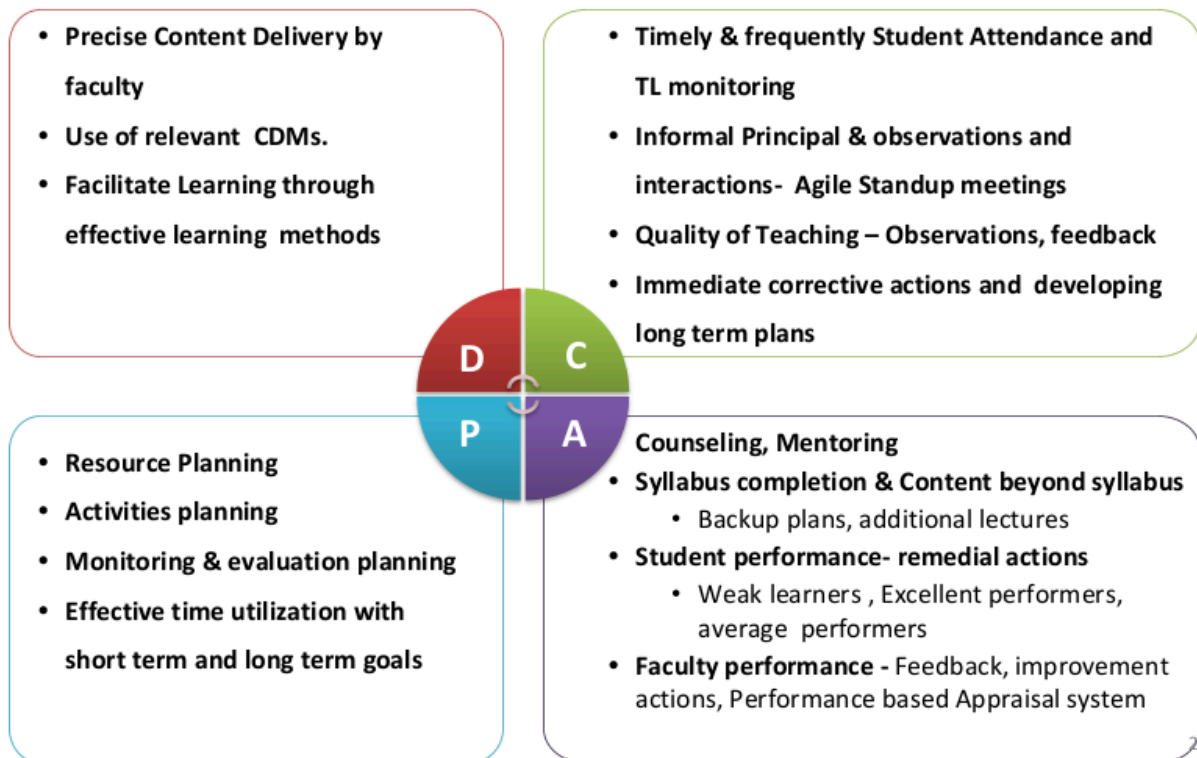 • Precise Content Delivery by
faculty
• Use of relevant CDMs.
• Facilitate Learning through
effective learning methods
• Timely & frequently Student Attendance and
TL monitoring
• Informal Principal & observations and
interactions- Agile Standup meetings
• Quality of Teaching – Observations, feedback
• Immediate corrective actions and developing
long term plans
D
C
P
A
• Resource Planning
• Activities planning
• Monitoring & evaluation planning
• Effective time utilization with
short term and long term goals
Counseling, Mentoring
• Syllabus completion & Content beyond syllabus
• Backup plans, additional lectures
• Student performance- remedial actions
• Weak learners , Excellent performers,
average performers
• Faculty performance - Feedback, improvement
actions, Performance based Appraisal system